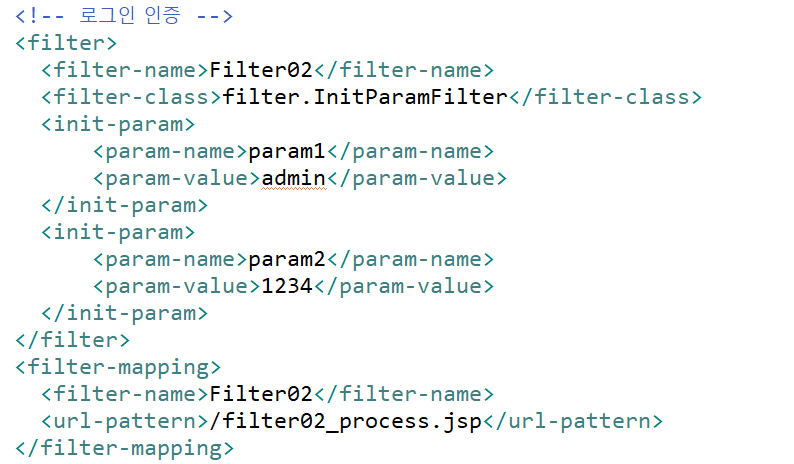 <!-- 로그인 인증 -->
<filter>
  <filter-name>Filter02</filter-name>
  <filter-class>filter.InitParamFilter</filter-class>
  <init-param>
      <param-name>param1</param-name>
      <param-value>admin</param-value>
  </init-param>
  <init-param>
      <param-name>param2</param-name>
      <param-value>1234</param-value>
  </init-param>
</filter>
<filter-mapping>
  <filter-name>Filter02</filter-name>
  <url-pattern>/filter02_process.jsp</url-pattern>
</filter-mapping>